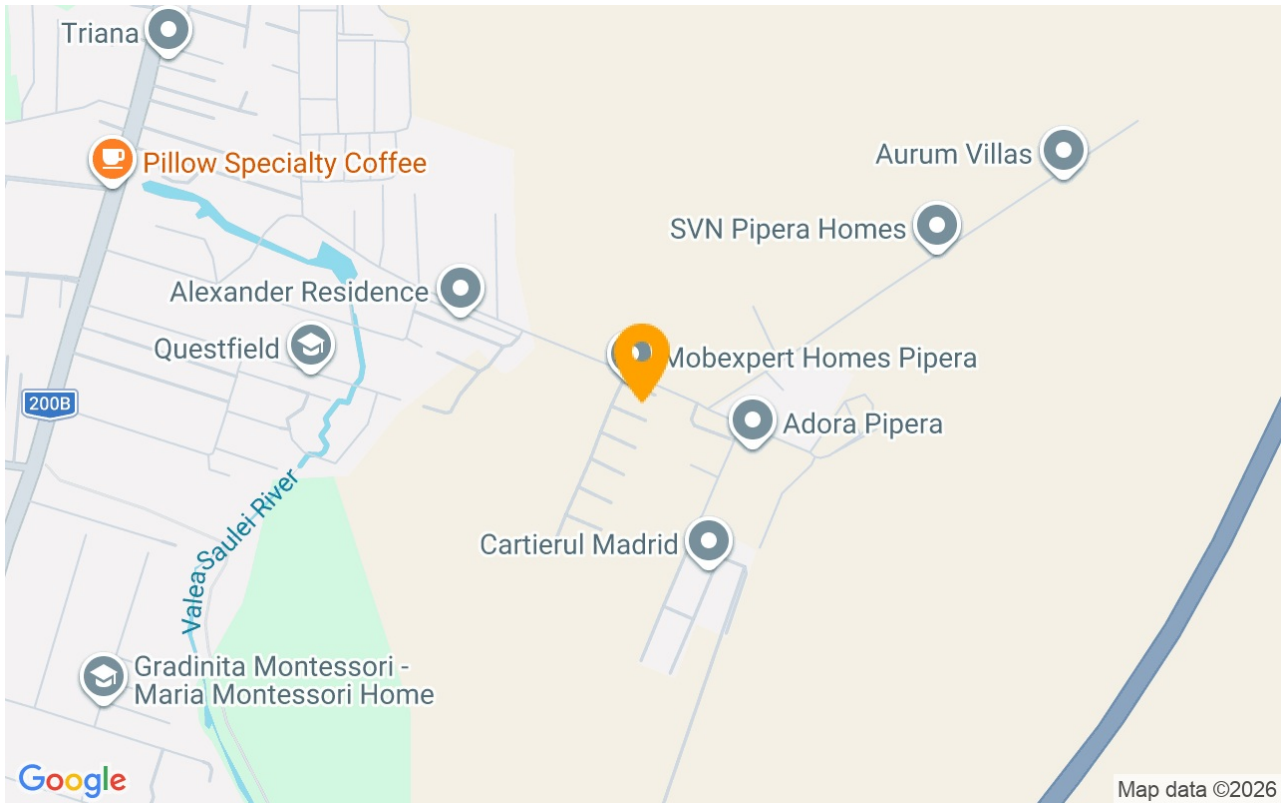 Triana
Pillow Specialty Coffee
Aurum Villas
SVN Pipera Homes
Alexander Residence
Questfield
Mobexpert Homes Pipera
200B
Adora Pipera
Valea Saulei River
Cartierul Madrid
Gradinita Montessori -
Maria Montessori Home
Google
Map data ©2026